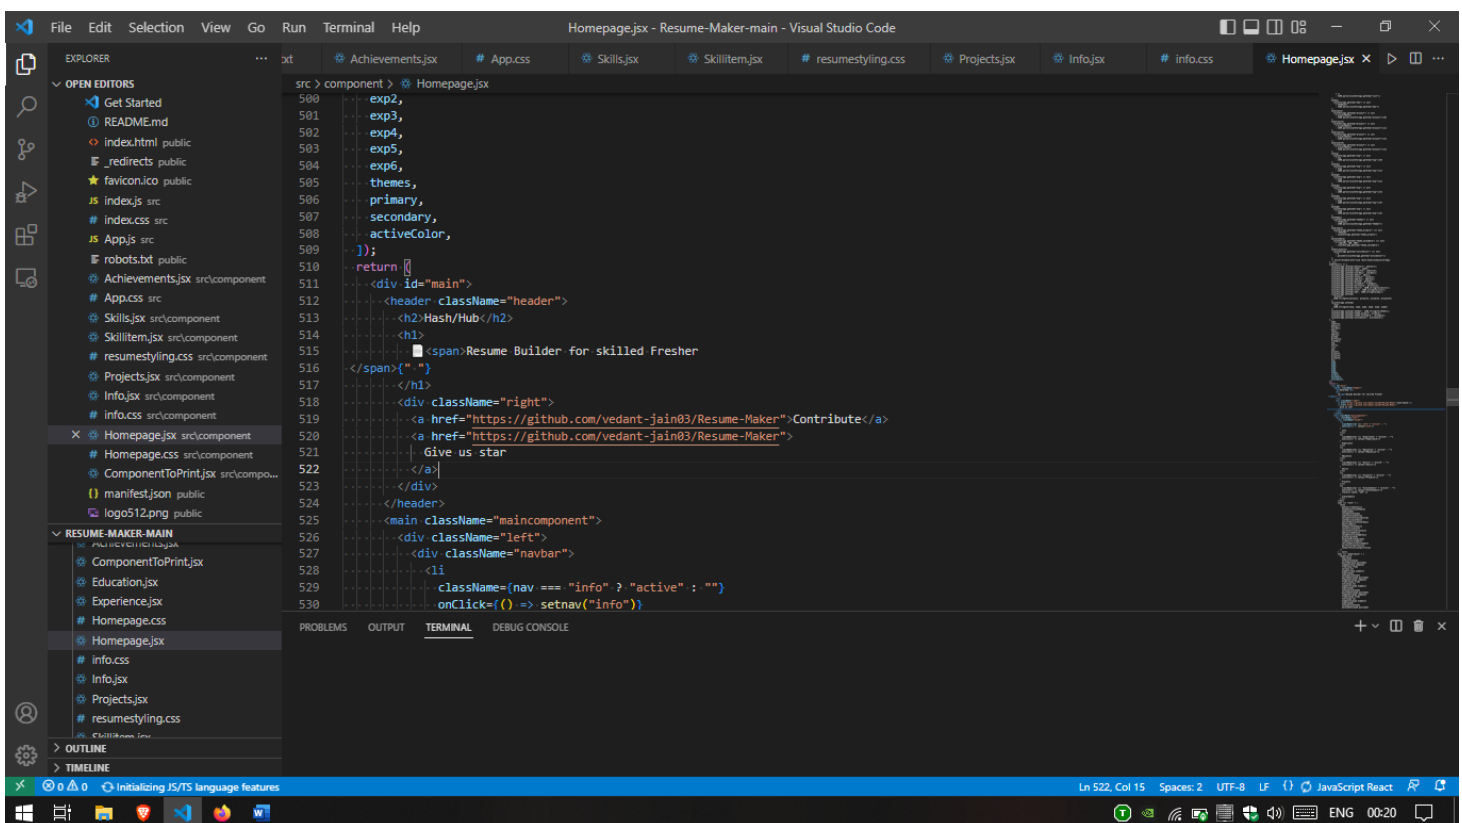 File Edit Selection View Go Run Terminal Help
Homepage.jsx - Resume-Maker-main - Visual Studio Code
EXPLORER
OPEN EDITORS
Get Started
README.md
index.html public
_redirects public
favicon.ico public
JS index.js src
# index.css src
JS App.js src
robots.txt public
Achievements.jsx src\component
# App.css src
Skills.jsx src\component
Skillitem.jsx src\component
# resumestyling.css src\component
Projects.jsx src\component
Info.jsx src\component
# info.css src\component
Homepage.jsx src\component
# Homepage.css src\component
ComponentToPrint.jsx src\compo...
{} manifest.json public
logo512.png public
RESUME-MAKER-MAIN
Achievements.jsx
ComponentToPrint.jsx
Education.jsx
Experience.jsx
# Homepage.css
Homepage.jsx
# info.css
Info.jsx
Projects.jsx
# resumestyling.css
Skillitem.jsx
OUTLINE
TIMELINE
Achievements.jsx # App.css Skills.jsx Skillitem.jsx # resumestyling.css Projects.jsx Info.jsx # info.css Homepage.jsx
src > component > Homepage.jsx
500 exp2,
501 exp3,
502 exp4,
503 exp5,
504 exp6,
505 themes,
506 primary,
507 secondary,
508 activeColor,
509 ]);
510 return (
511 <div id="main">
512 <header className="header">
513 <h2>Hash/Hub</h2>
514 <h1>
515 📄<span>Resume Builder for skilled Fresher
516 </span>{" "}
517 </h1>
518 <div className="right">
519 <a href="https://github.com/vedant-jain03/Resume-Maker">Contribute</a>
520 <a href="https://github.com/vedant-jain03/Resume-Maker">
521 Give us star
522 </a>
523 </div>
524 </header>
525 <main className="maincomponent">
526 <div className="left">
527 <div className="navbar">
528 <li
529 className={nav === "info" ? "active" : ""}
530 onClick={() => setnav("info")}
PROBLEMS OUTPUT TERMINAL DEBUG CONSOLE
0 0 Initializing JS/TS language features
Ln 522, Col 15 Spaces: 2 UTF-8 LF {} JavaScript React
ENG 00:20